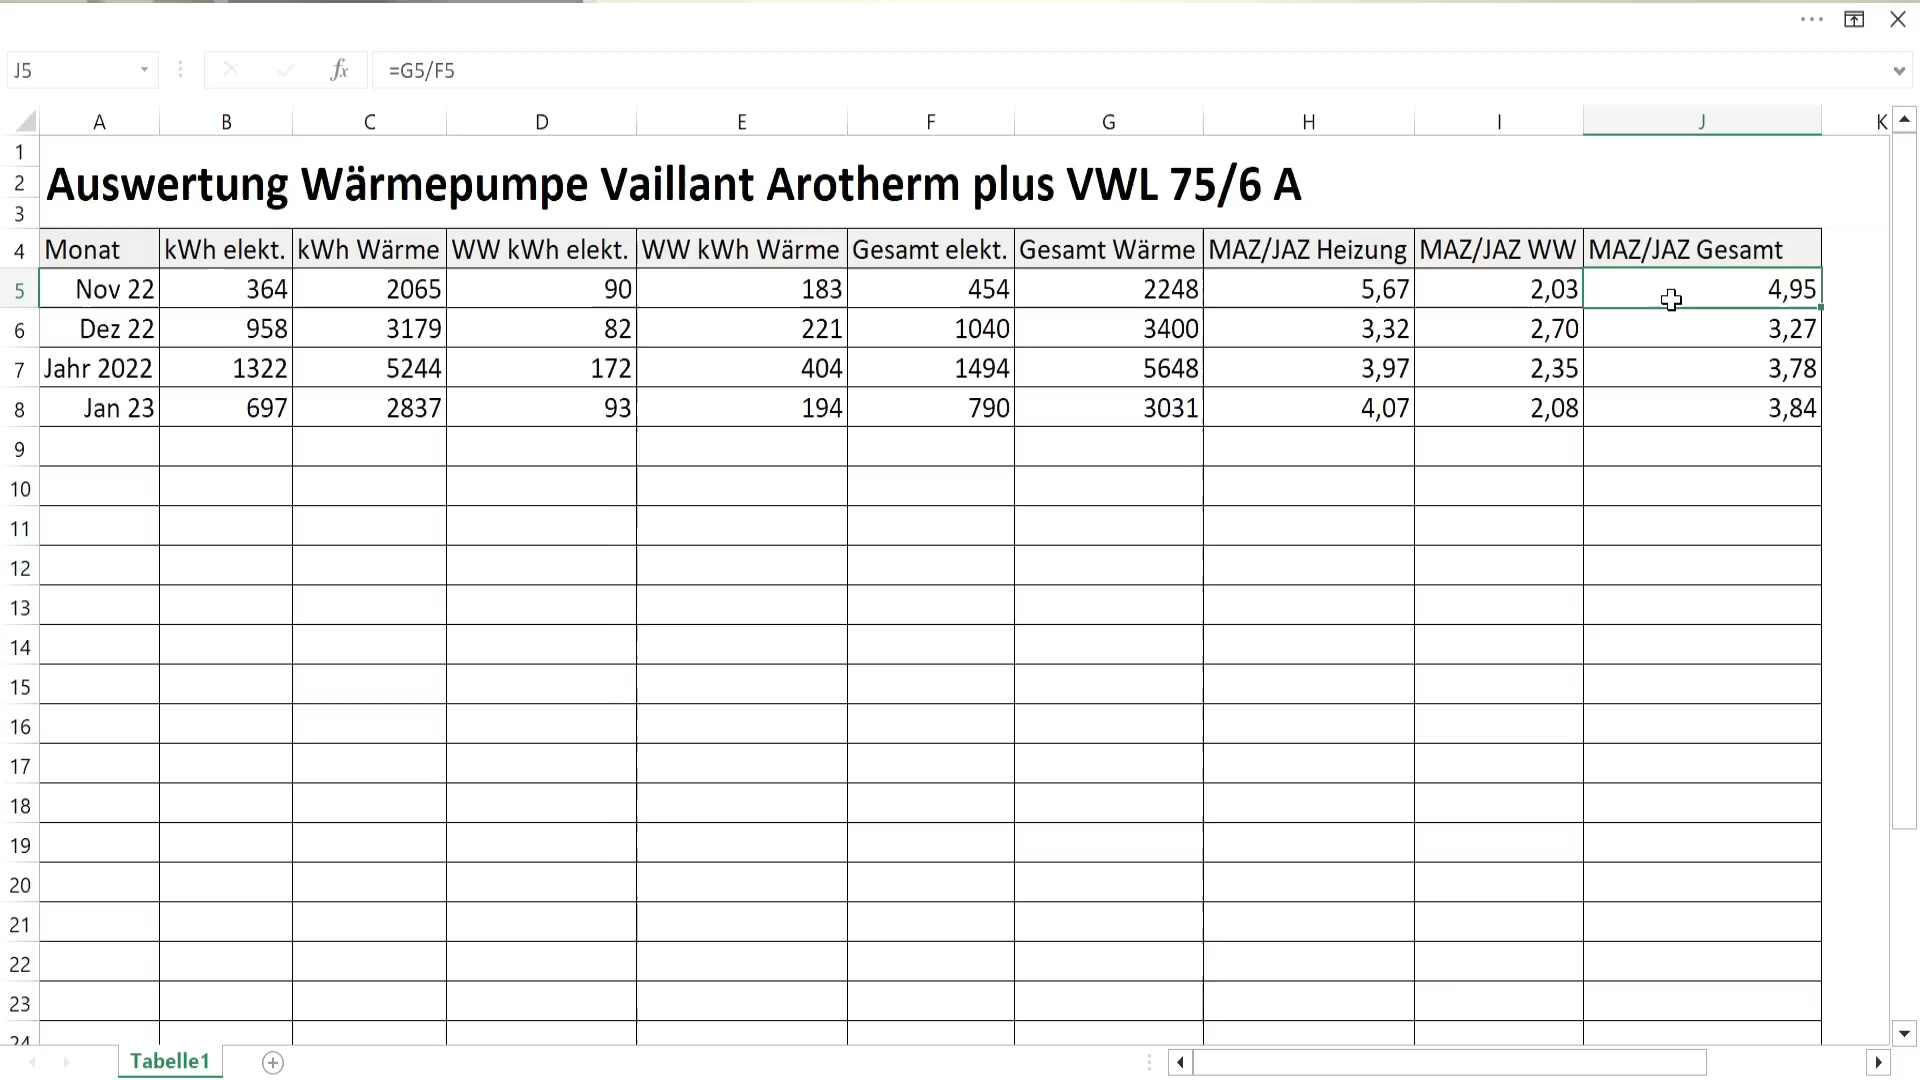 J5 fx =G5/F5
A B C D E F G H I J K
1
2 Auswertung Wärmepumpe Vaillant Arotherm plus VWL 75/6 A
3
4 Monat kWh elekt. kWh Wärme WW kWh elekt. WW kWh Wärme Gesamt elekt. Gesamt Wärme MAZ/JAZ Heizung MAZ/JAZ WW MAZ/JAZ Gesamt
5 Nov 22 364 2065 90 183 454 2248 5,67 2,03 4,95
6 Dez 22 958 3179 82 221 1040 3400 3,32 2,70 3,27
7 Jahr 2022 1322 5244 172 404 1494 5648 3,97 2,35 3,78
8 Jan 23 697 2837 93 194 790 3031 4,07 2,08 3,84
9
10
11
12
13
14
15
16
17
18
19
20
21
22
23
24
Tabelle1